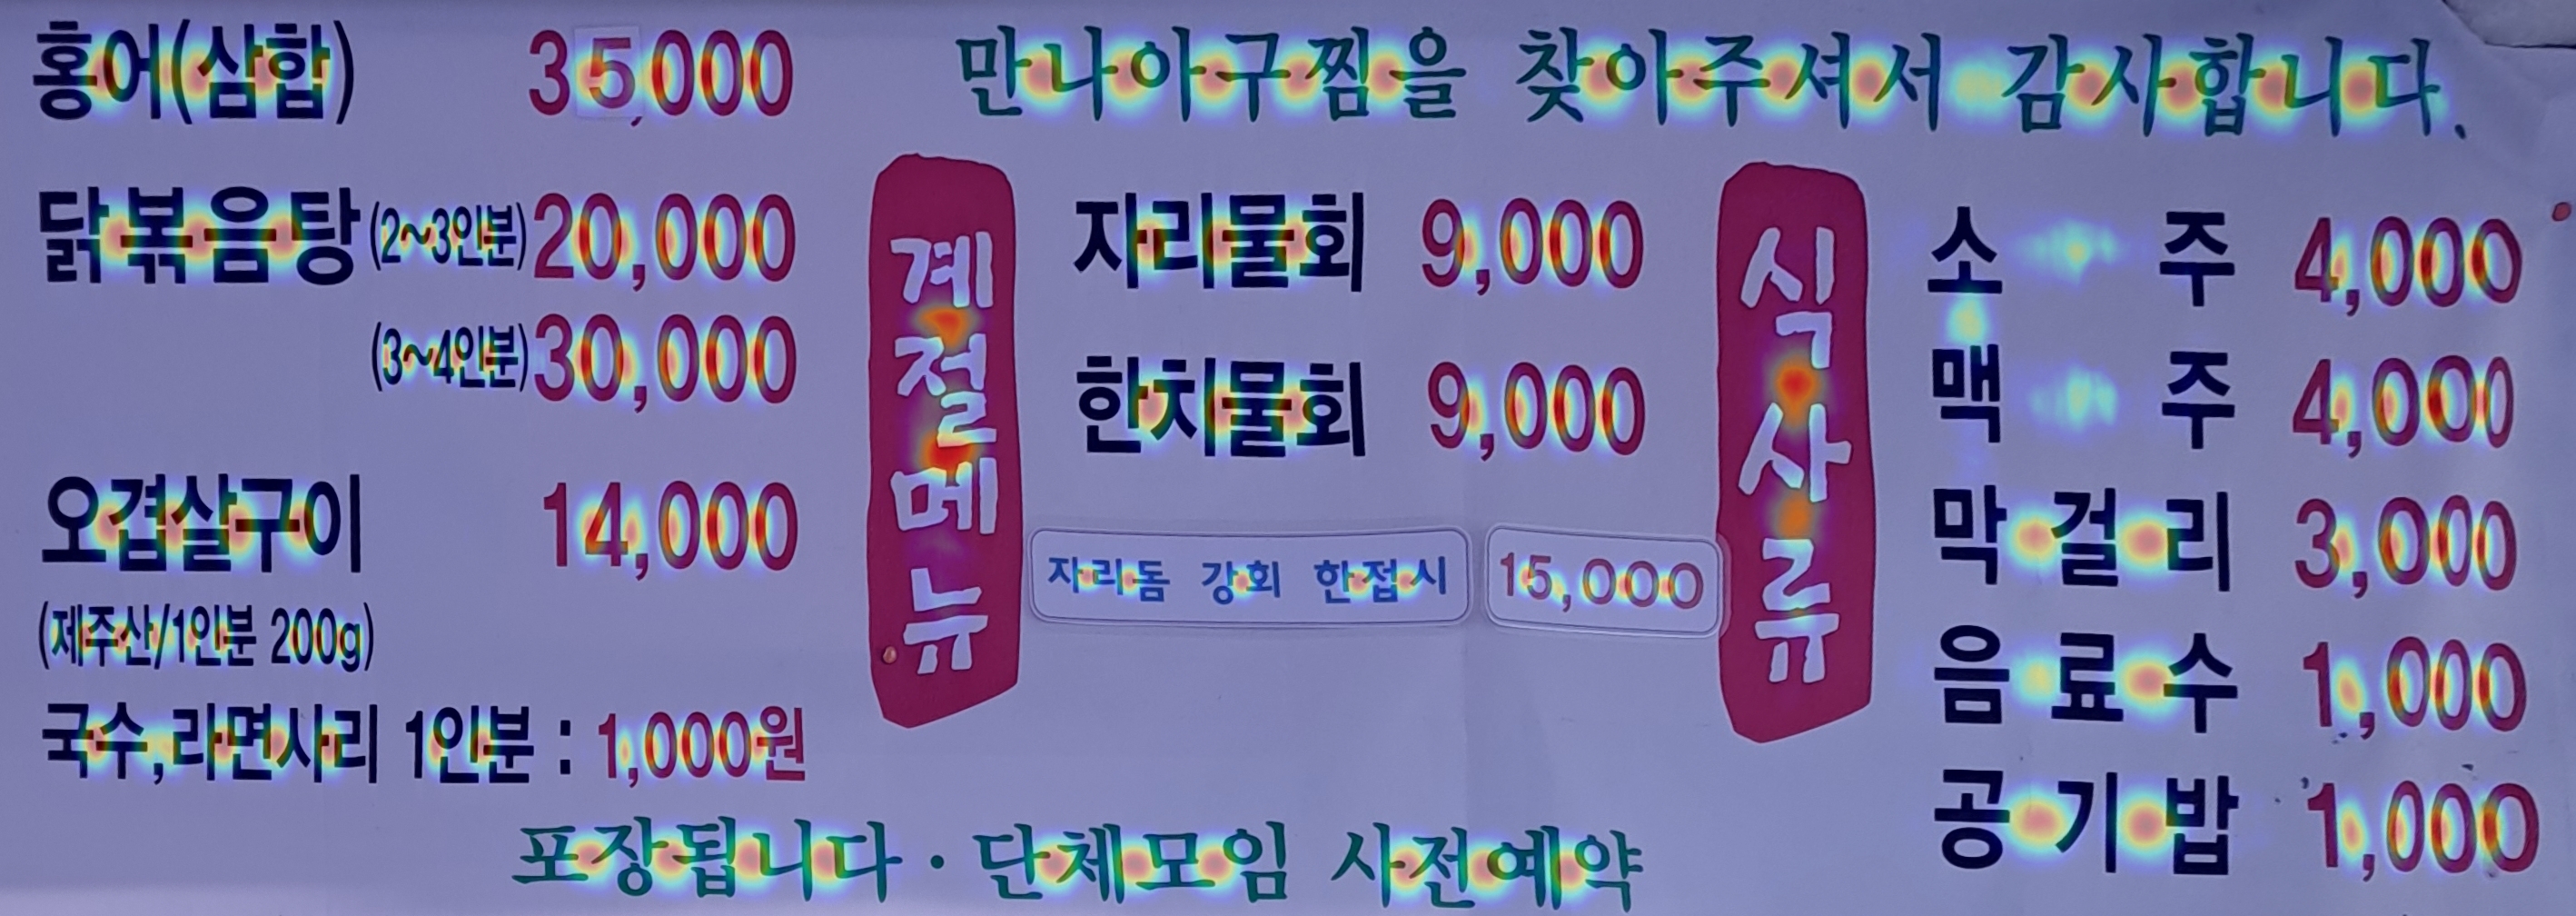 홍어(삼합) 35,000
닭볶음탕 (2~3인분) 20,000
(3~4인분) 30,000
오겹살구이 14,000
(제주산/1인분 200g)
국수,라면사리 1인분 : 1,000원
만나아구찜을 찾아주셔서 감사합니다.
계절메뉴
자리물회 9,000
한치물회 9,000
자리돔 강회 한접시 15,000
식사류
소 주 4,000
맥 주 4,000
막걸리 3,000
음료수 1,000
공기밥 1,000
포장됩니다 · 단체모임 사전예약